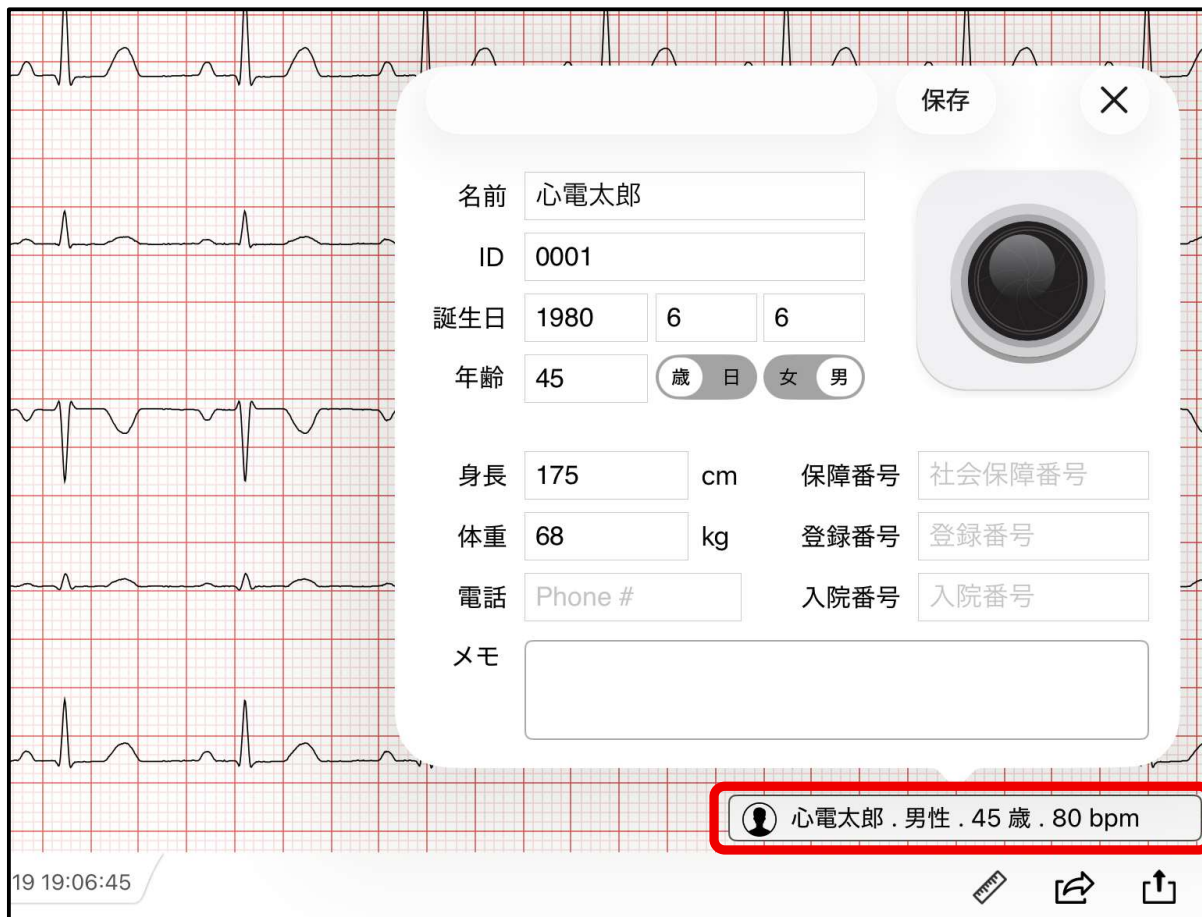 保存
名前 心電太郎
ID 0001
誕生日 1980 6 6
年齢 45 歳 日 女 男
身長 175 cm 保障番号 社会保障番号
体重 68 kg 登録番号 登録番号
電話 Phone # 入院番号 入院番号
メモ
心電太郎 . 男性 . 45 歳 . 80 bpm
19 19:06:45